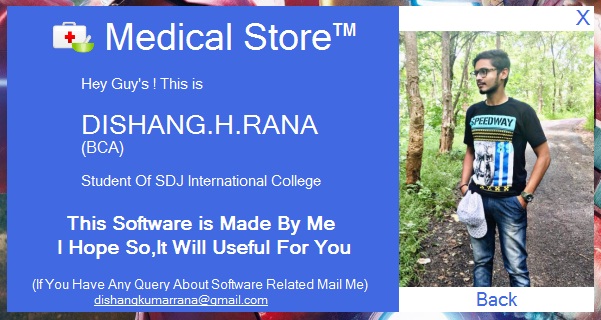 X
Medical Store™
Hey Guy's ! This is
DISHANG.H.RANA
(BCA)
Student Of SDJ International College
This Software is Made By Me
I Hope So,It Will Useful For You
(If You Have Any Query About Software Related Mail Me)
dishangkumarrana@gmail.com
SPEEDWAY
Back